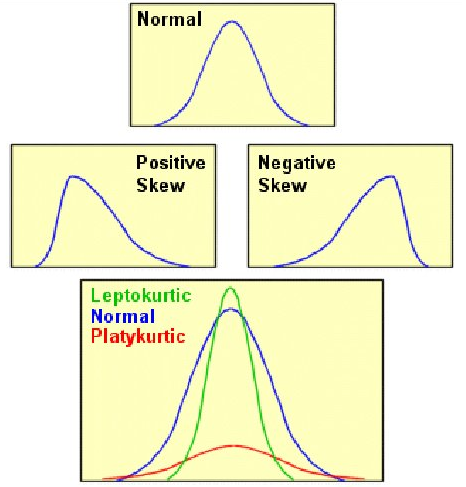 Normal
Positive
Skew
Negative
Skew
Leptokurtic
Normal
Platykurtic